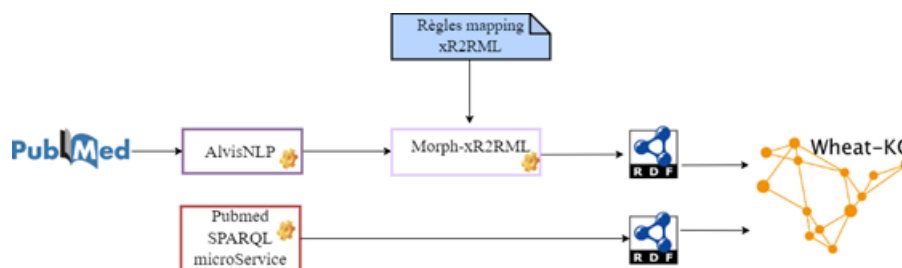 Règles mapping
xR2RML
PubMed
AlvisNLP
Morph-xR2RML
RDF
Wheat-KG
Pubmed
SPARQL
microService
RDF